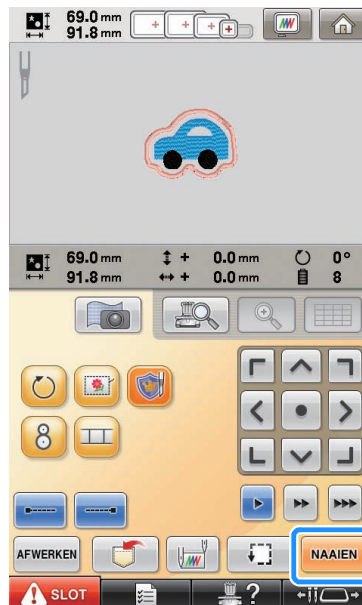 69.0 mm
91.8 mm
69.0 mm + 0.0 mm 0°
91.8 mm + 0.0 mm 8
8
AFWERKEN
NAAIEN
SLOT
?